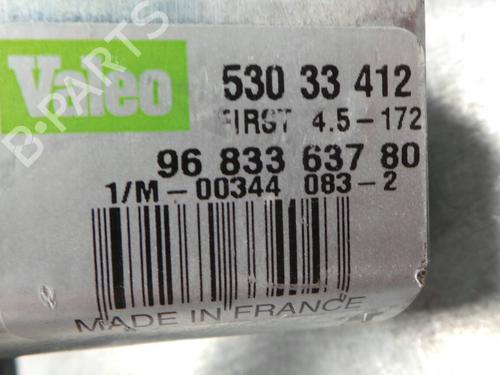 Valeo
530 33 412
FIRST 4.5-172
96 833 637 80
1/M-00344 083-2
MADE IN FRANCE
B-PARTS